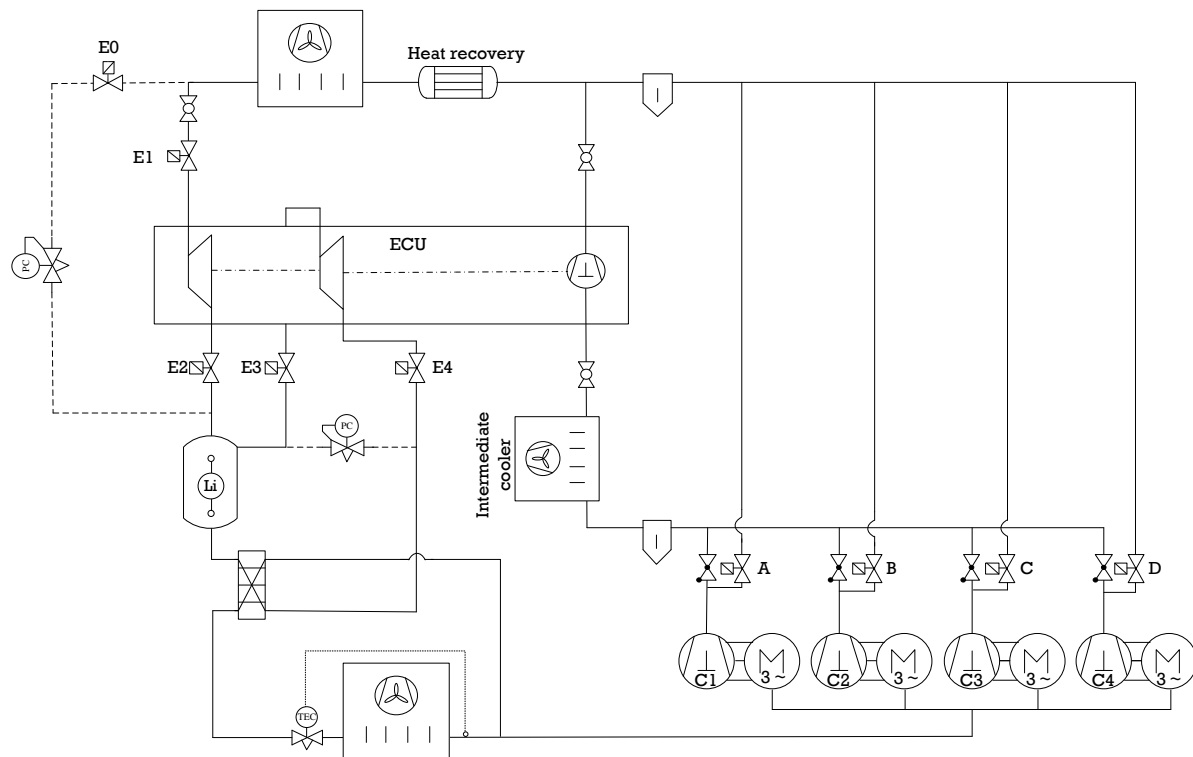 E0
Heat recovery
E1
ECU
PC
E2
E3
E4
PC
Li
Intermediate
cooler
A
B
C
D
C1
3 ~
C2
3 ~
C3
3 ~
C4
3 ~
TEC